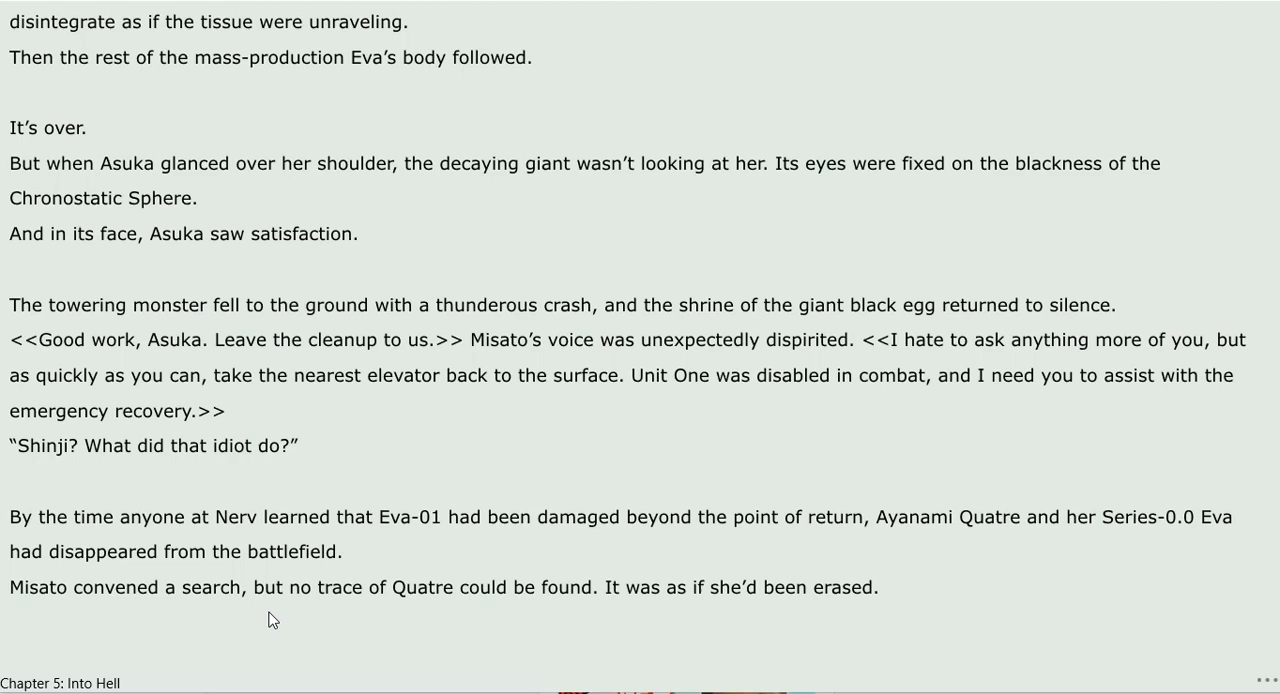 disintegrate as if the tissue were unraveling.
Then the rest of the mass-production Eva’s body followed.
It’s over.
But when Asuka glanced over her shoulder, the decaying giant wasn’t looking at her. Its eyes were fixed on the blackness of the
Chronostatic Sphere.
And in its face, Asuka saw satisfaction.
The towering monster fell to the ground with a thunderous crash, and the shrine of the giant black egg returned to silence.
<<Good work, Asuka. Leave the cleanup to us.>> Misato’s voice was unexpectedly dispirited. <<I hate to ask anything more of you, but
as quickly as you can, take the nearest elevator back to the surface. Unit One was disabled in combat, and I need you to assist with the
emergency recovery.>>
“Shinji? What did that idiot do?”
By the time anyone at Nerv learned that Eva-01 had been damaged beyond the point of return, Ayanami Quatre and her Series-0.0 Eva
had disappeared from the battlefield.
Misato convened a search, but no trace of Quatre could be found. It was as if she’d been erased.
Chapter 5: Into Hell